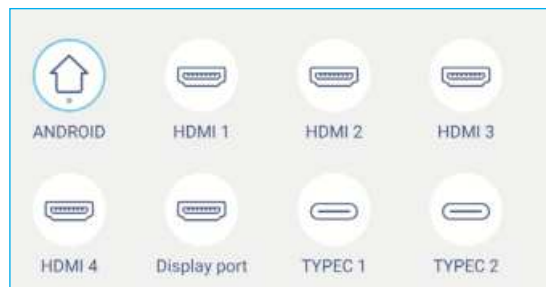 ANDROID HDMI 1 HDMI 2 HDMI 3
HDMI 4 Display port TYPEC 1 TYPEC 2